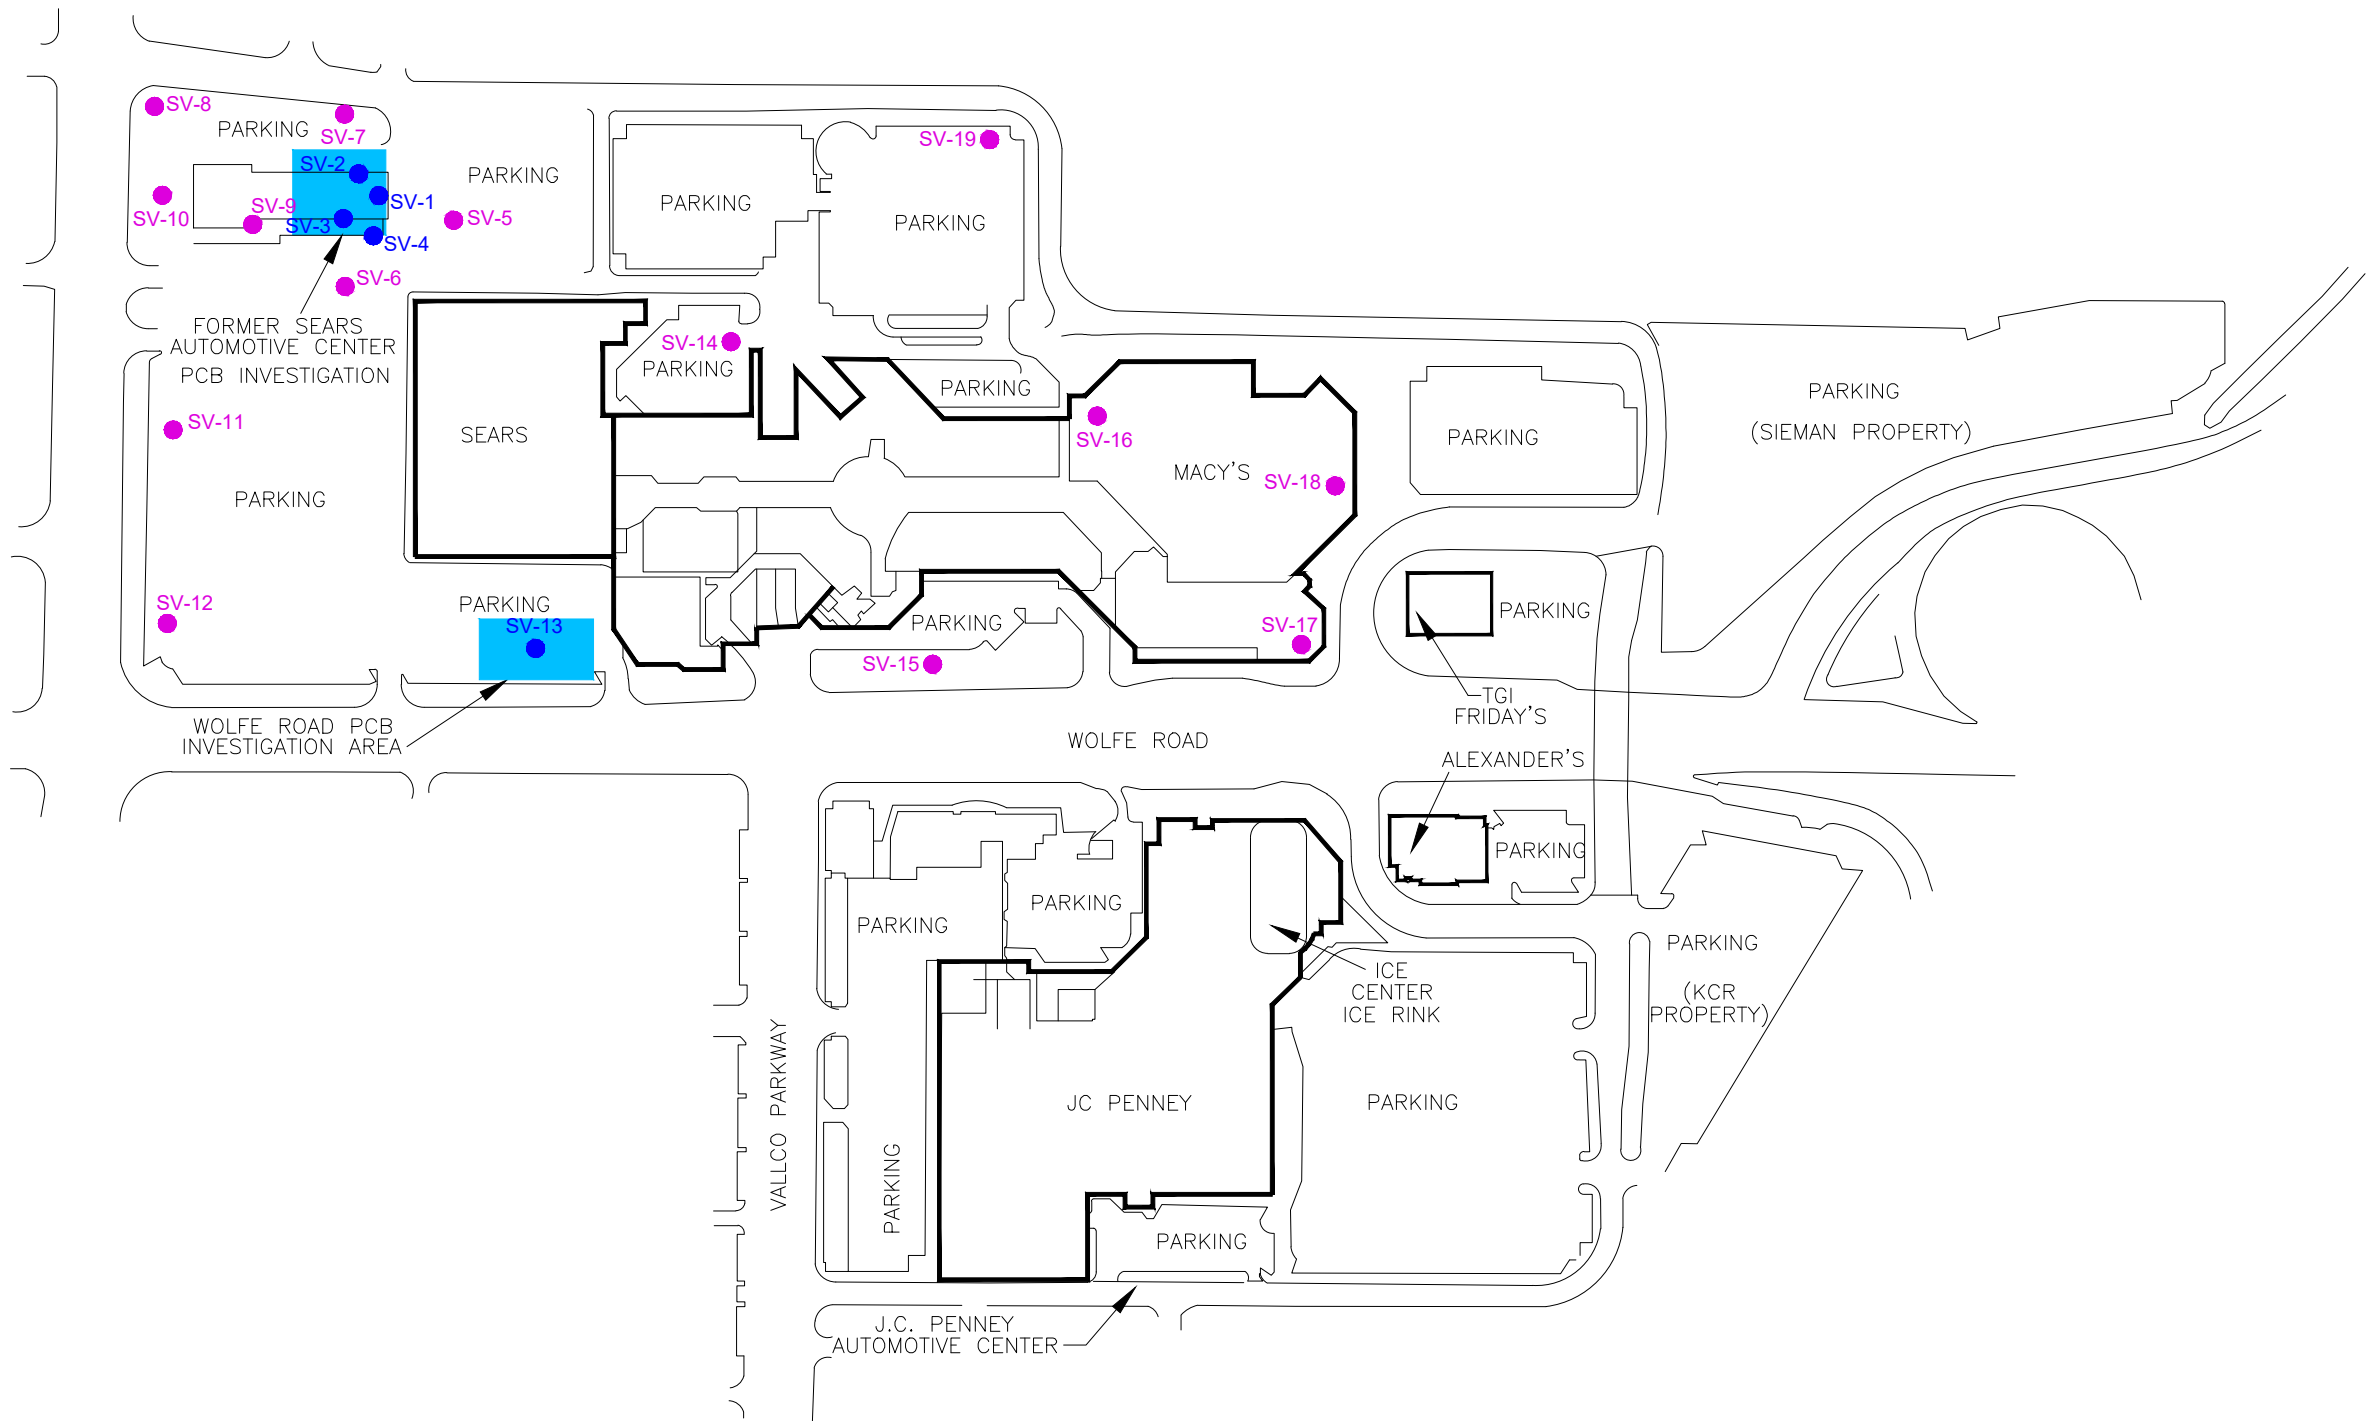 SV-8
PARKING
SV-7
SV-19
SV-2
PARKING
SV-1
SV-10
SV-9
SV-3
SV-5
SV-4
PARKING
PARKING
SV-6
FORMER SEARS
AUTOMOTIVE CENTER
PCB INVESTIGATION
SV-14
PARKING
PARKING
SV-11
SEARS
SV-16
MACY'S
SV-18
PARKING
PARKING
(SIEMAN PROPERTY)
PARKING
SV-12
PARKING
SV-13
PARKING
SV-15
SV-17
PARKING
TGI
FRIDAY'S
WOLFE ROAD PCB
INVESTIGATION AREA
WOLFE ROAD
ALEXANDER'S
PARKING
PARKING
PARKING
PARKING
(KCR
PROPERTY)
ICE
CENTER
ICE RINK
VALLCO PARKWAY
PARKING
JC PENNEY
PARKING
PARKING
J.C. PENNEY
AUTOMOTIVE CENTER